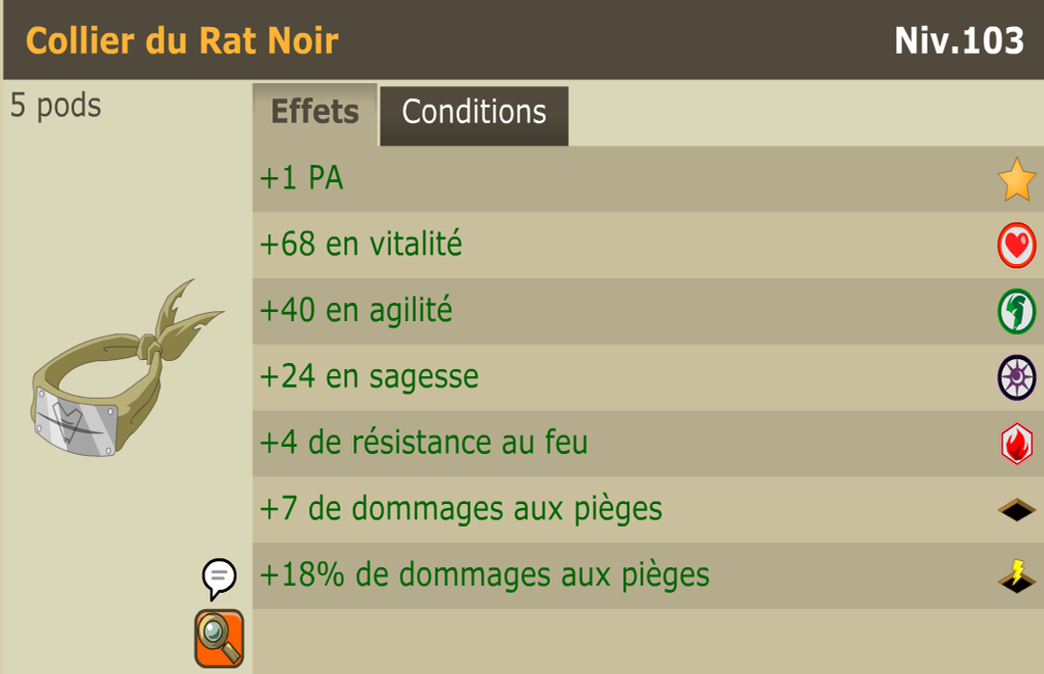 Collier du Rat Noir
Niv.103
5 pods
Effets
Conditions
+1 PA
+68 en vitalité
+40 en agilité
+24 en sagesse
+4 de résistance au feu
+7 de dommages aux pièges
+18% de dommages aux pièges